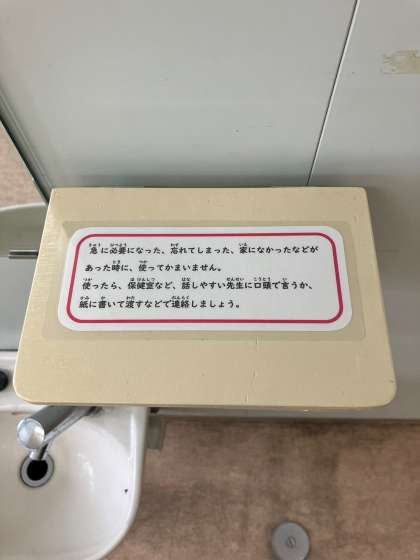 急に必要になった、忘れてしまった、家になかったなどが
あった時に、使ってかまいません。
使ったら、保健室など、話しやすい先生に口頭で言うか、
紙に書いて渡すなどで連絡しましょう。